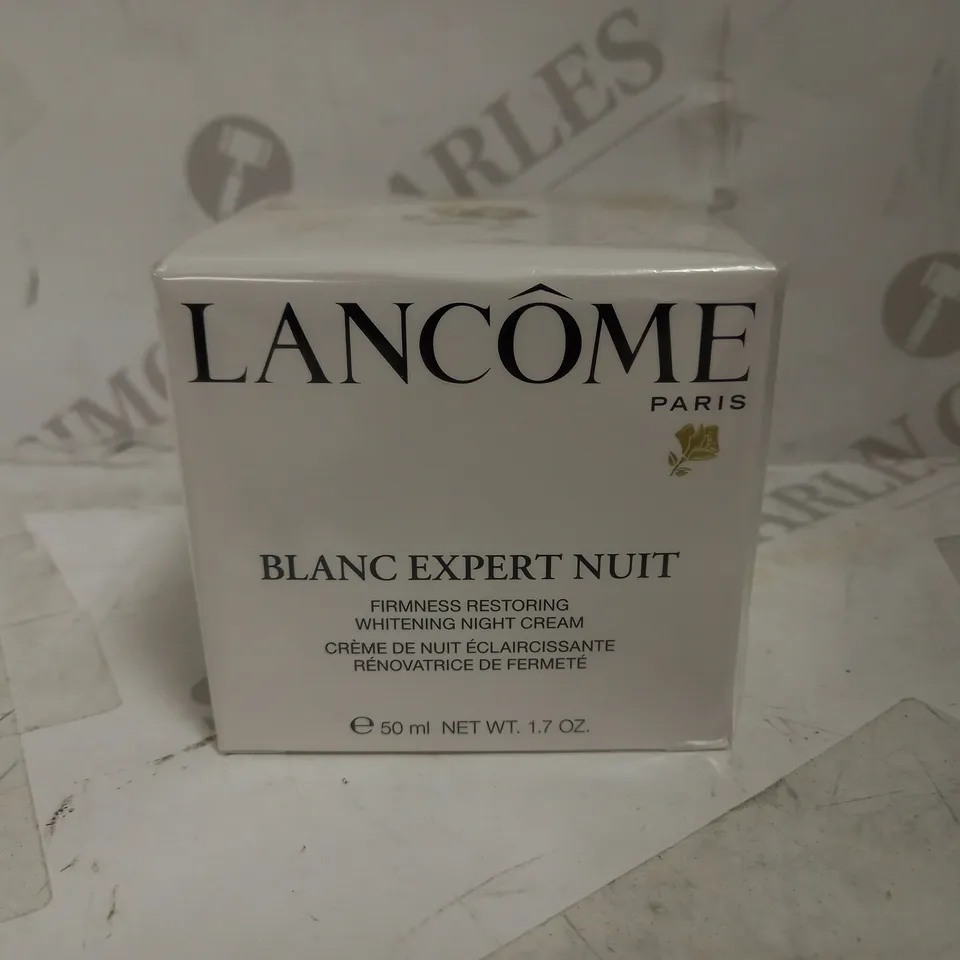 ARLES
LANCÔME
PARIS
BLANC EXPERT NUIT
FIRMNESS RESTORING
WHITENING NIGHT CREAM
CRÈME DE NUIT ÉCLAIRCISSANTE
RÉNOVATRICE DE FERMETÉ
℮ 50 ml NET WT. 1.7 OZ.